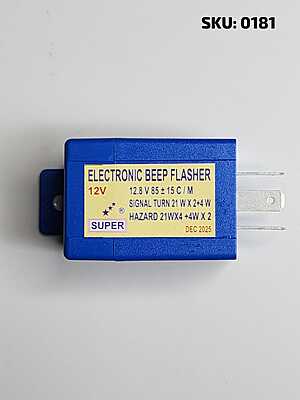 SKU: 0181
ELECTRONIC BEEP FLASHER
12V
12.8 V 85 ± 15 C / M
SIGNAL TURN 21 W X 2+4 W
HAZARD 21WX4 +4W X 2
®
SUPER
DEC 2025